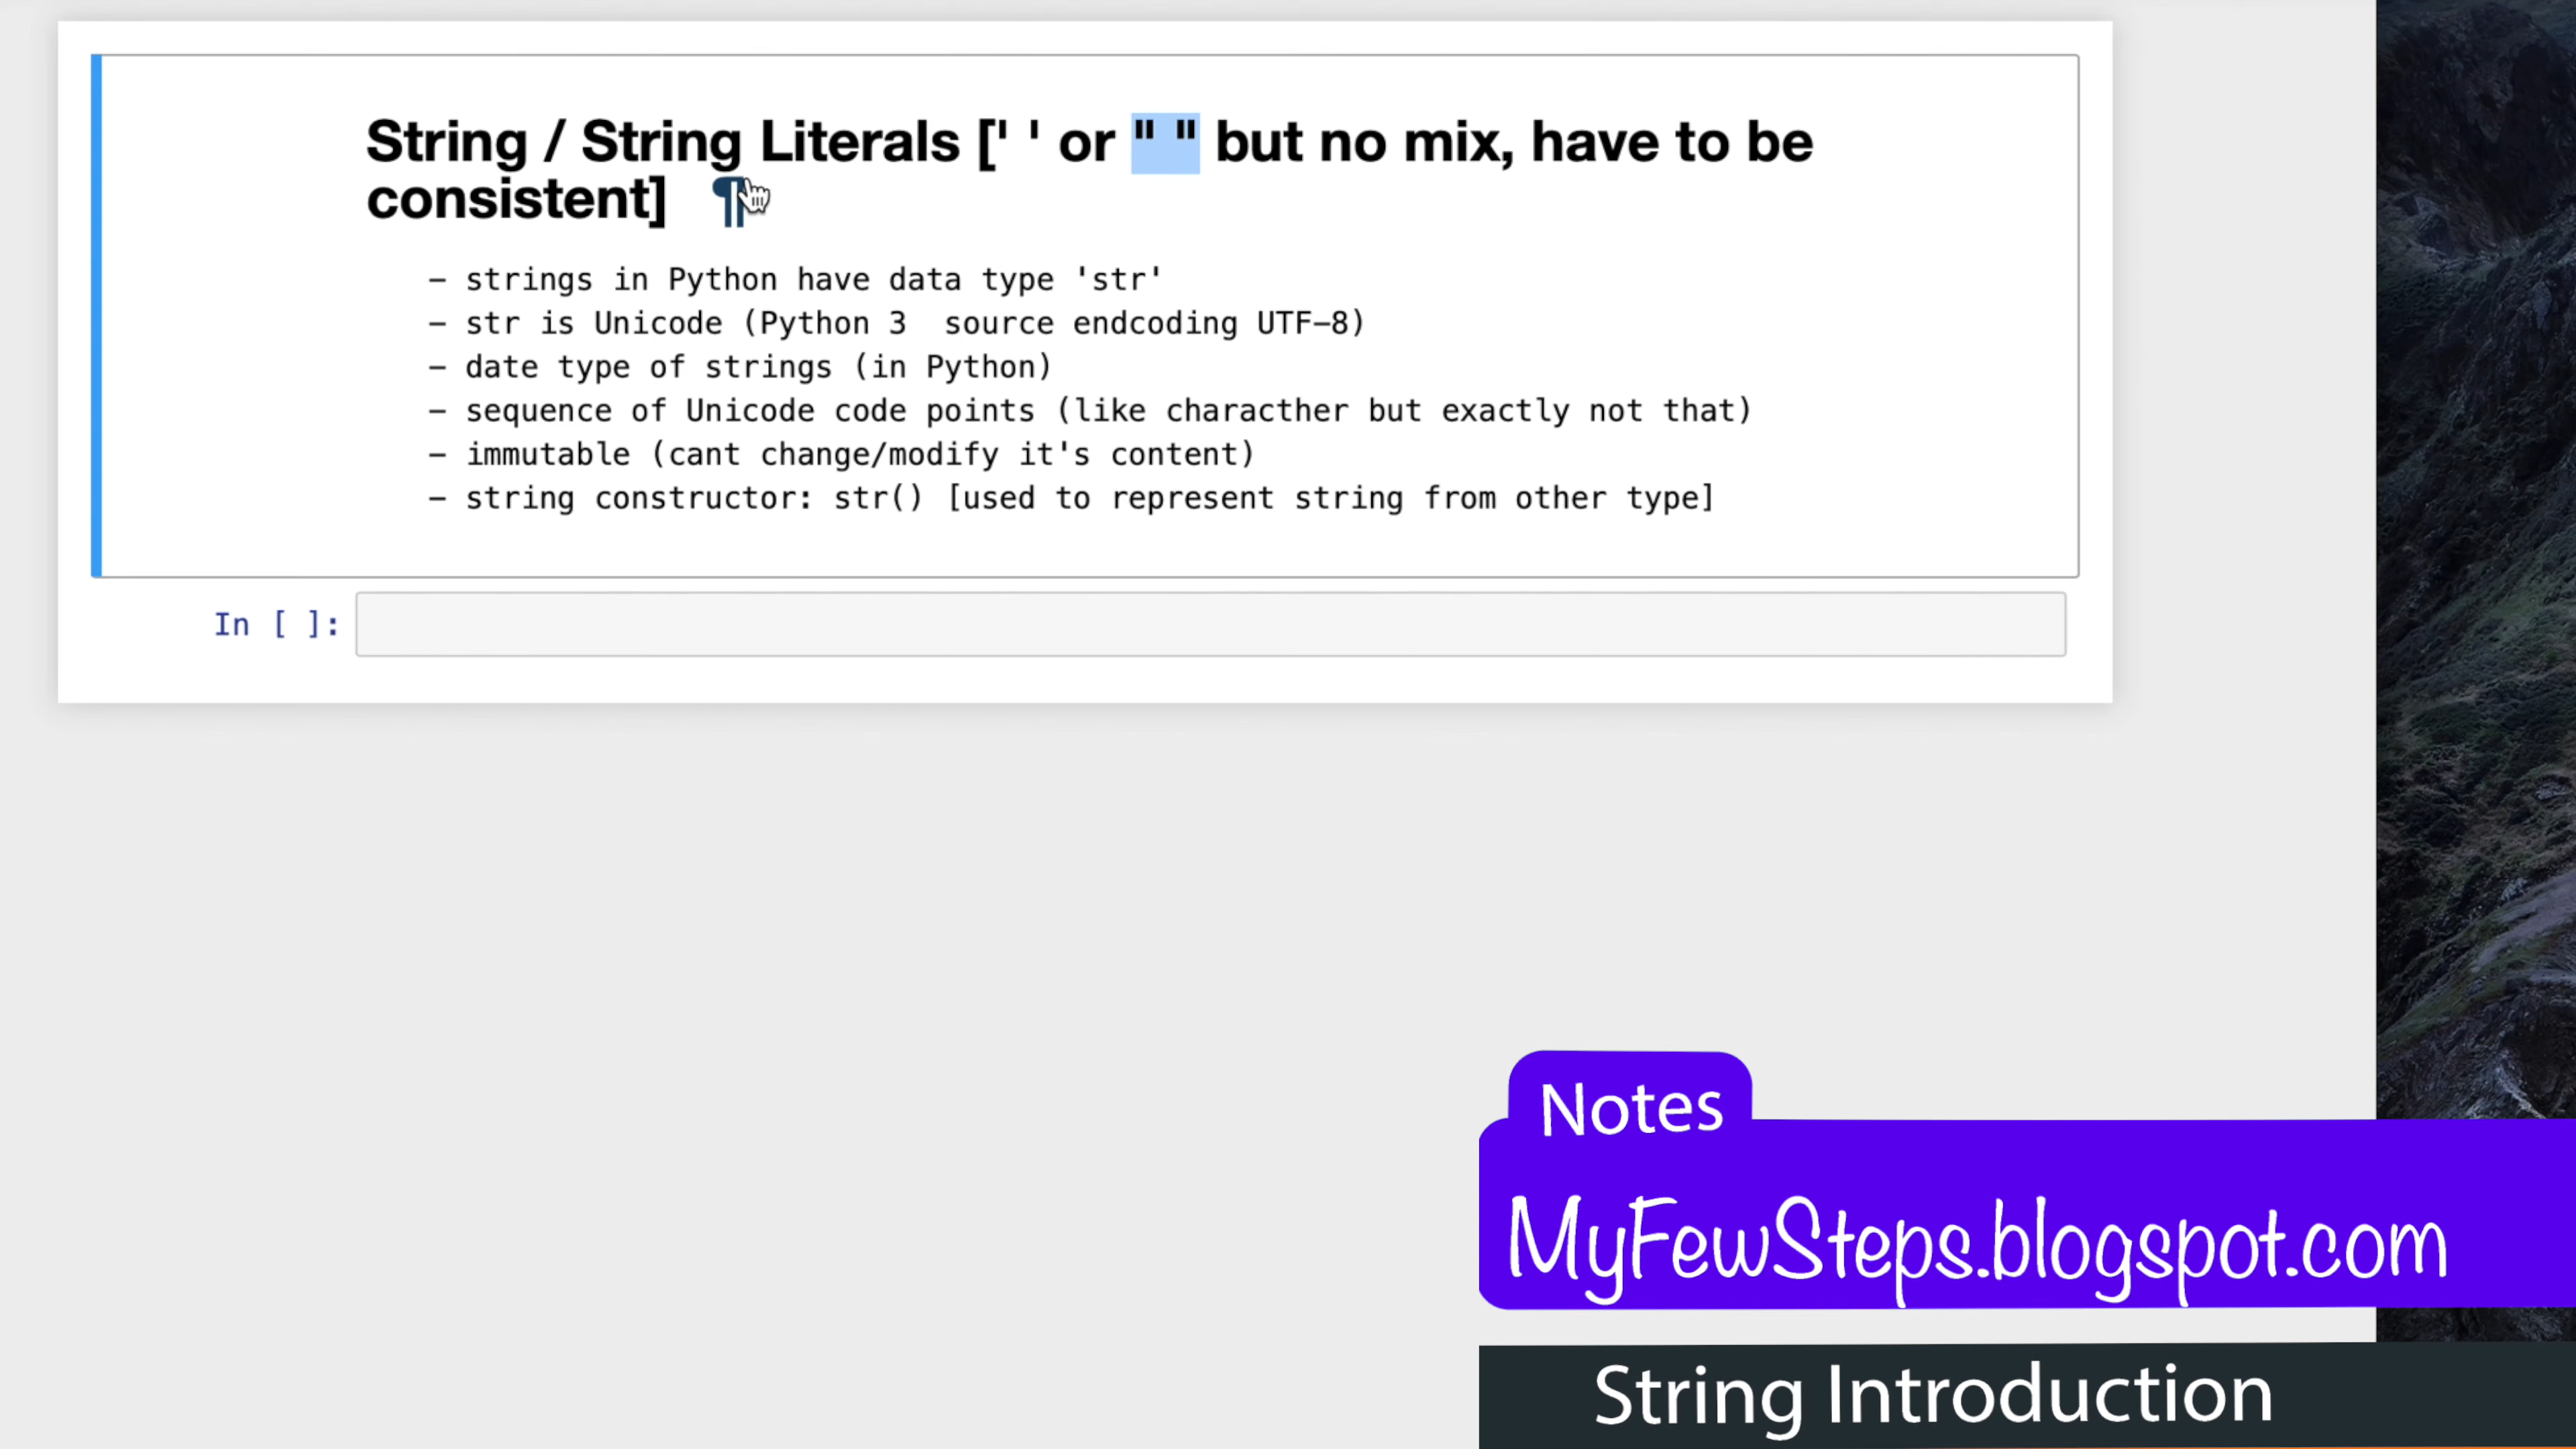 String / String Literals [' ' or " " but no mix, have to be
consistent] ¶
- strings in Python have data type 'str'
- str is Unicode (Python 3  source endcoding UTF-8)
- date type of strings (in Python)
- sequence of Unicode code points (like characther but exactly not that)
- immutable (cant change/modify it's content)
- string constructor: str() [used to represent string from other type]
In [ ]:
Notes
MyFewSteps.blogspot.com
String Introduction